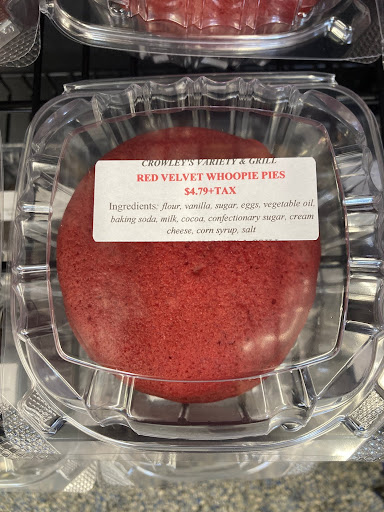 CROWLEY'S VARIETY & GRILL
RED VELVET WHOOPIE PIES
$4.79+TAX
Ingredients: flour, vanilla, sugar, eggs, vegetable oil,
baking soda, milk, cocoa, confectionary sugar, cream
cheese, corn syrup, salt